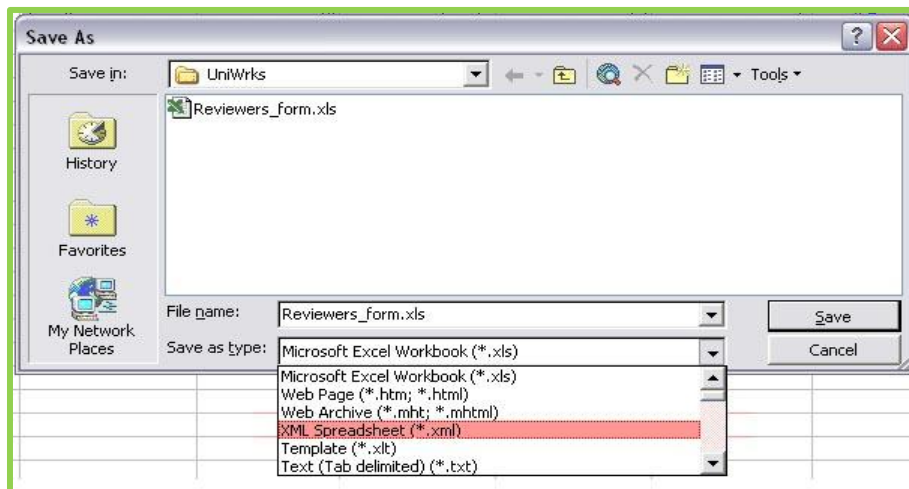 Save As
Save in:
UniWrks
Tools
Reviewers_form.xls
History
Favorites
My Network
Places
File name:
Reviewers_form.xls
Save
Save as type:
Microsoft Excel Workbook (*.xls)
Cancel
Microsoft Excel Workbook (*.xls)
Web Page (*.htm; *.html)
Web Archive (*.mht; *.mhtml)
XML Spreadsheet (*.xml)
Template (*.xlt)
Text (Tab delimited) (*.txt)